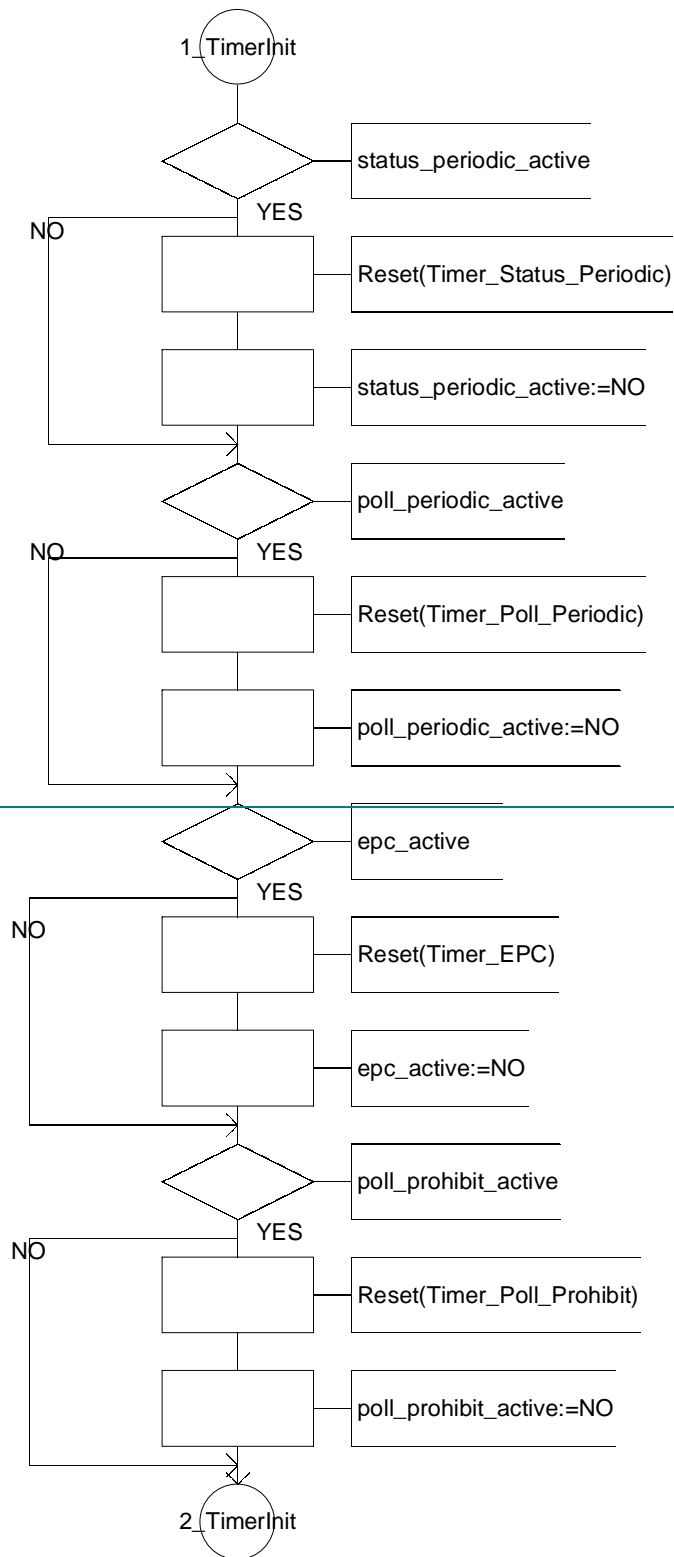 1_TimerInit
status_periodic_active
YES
NO
Reset(Timer_Status_Periodic)
status_periodic_active:=NO
poll_periodic_active
YES
NO
Reset(Timer_Poll_Periodic)
poll_periodic_active:=NO
epc_active
YES
NO
Reset(Timer_EPC)
epc_active:=NO
poll_prohibit_active
YES
NO
Reset(Timer_Poll_Prohibit)
poll_prohibit_active:=NO
2_TimerInit